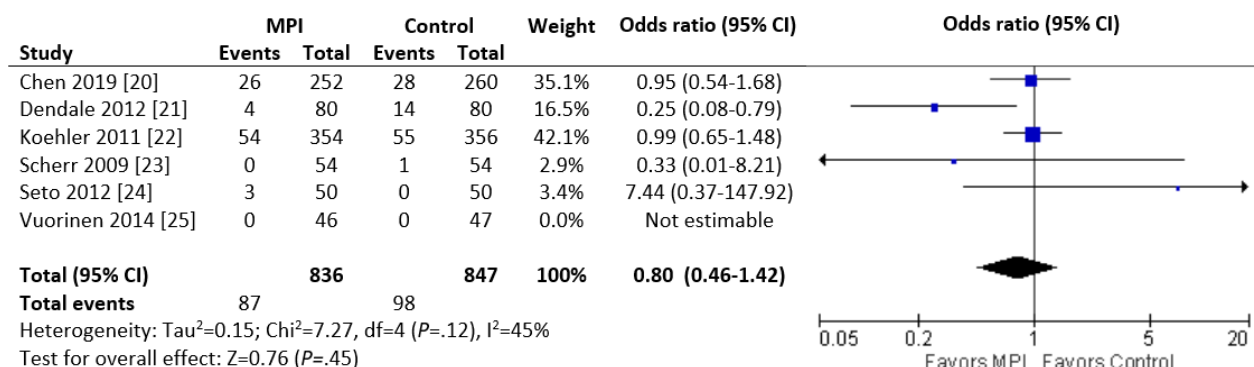 MPI Control Weight Odds ratio (95% CI) Odds ratio (95% CI)
Study Events Total Events Total
Chen 2019 [20] 26 252 28 260 35.1% 0.95 (0.54-1.68)
Dendale 2012 [21] 4 80 14 80 16.5% 0.25 (0.08-0.79)
Koehler 2011 [22] 54 354 55 356 42.1% 0.99 (0.65-1.48)
Scherr 2009 [23] 0 54 1 54 2.9% 0.33 (0.01-8.21)
Seto 2012 [24] 3 50 0 50 3.4% 7.44 (0.37-147.92)
Vuorinen 2014 [25] 0 46 0 47 0.0% Not estimable
Total (95% CI) 836 847 100% 0.80 (0.46-1.42)
Total events 87 98
Heterogeneity: Tau²=0.15; Chi²=7.27, df=4 (P=.12), I²=45%
Test for overall effect: Z=0.76 (P=.45)
0.05 0.2 1 5 20
Favors MPI Favors Control